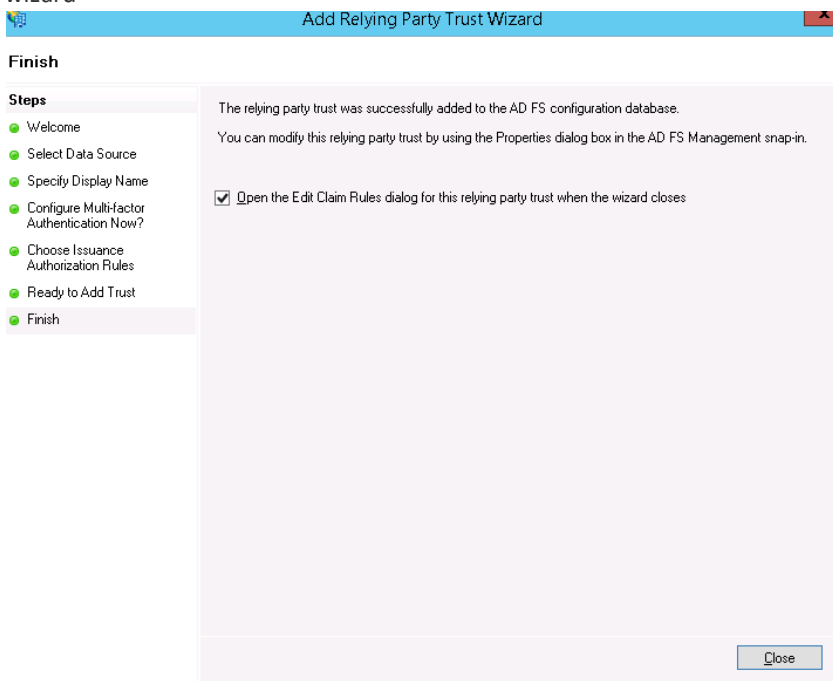 wizard
Add Relying Party Trust Wizard
x
Finish
Steps
Welcome
Select Data Source
Specify Display Name
Configure Multi-factor
Authentication Now?
Choose Issuance
Authorization Rules
Ready to Add Trust
Finish
The relying party trust was successfully added to the AD FS configuration database.
You can modify this relying party trust by using the Properties dialog box in the AD FS Management snap-in.
Open the Edit Claim Rules dialog for this relying party trust when the wizard closes
Close